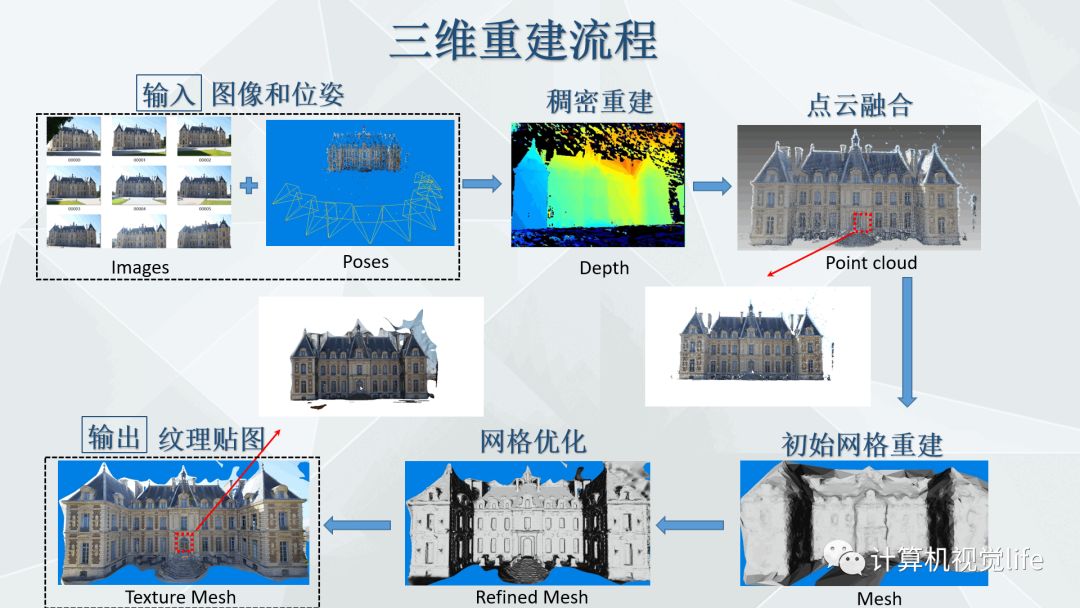 三维重建流程
输入 图像和位姿
稠密重建
点云融合
00000 00001 00002
00003 00004 00005
Images
Poses
Depth
Point cloud
输出 纹理贴图
网格优化
初始网格重建
Texture Mesh
Refined Mesh
Mesh
计算机视觉life